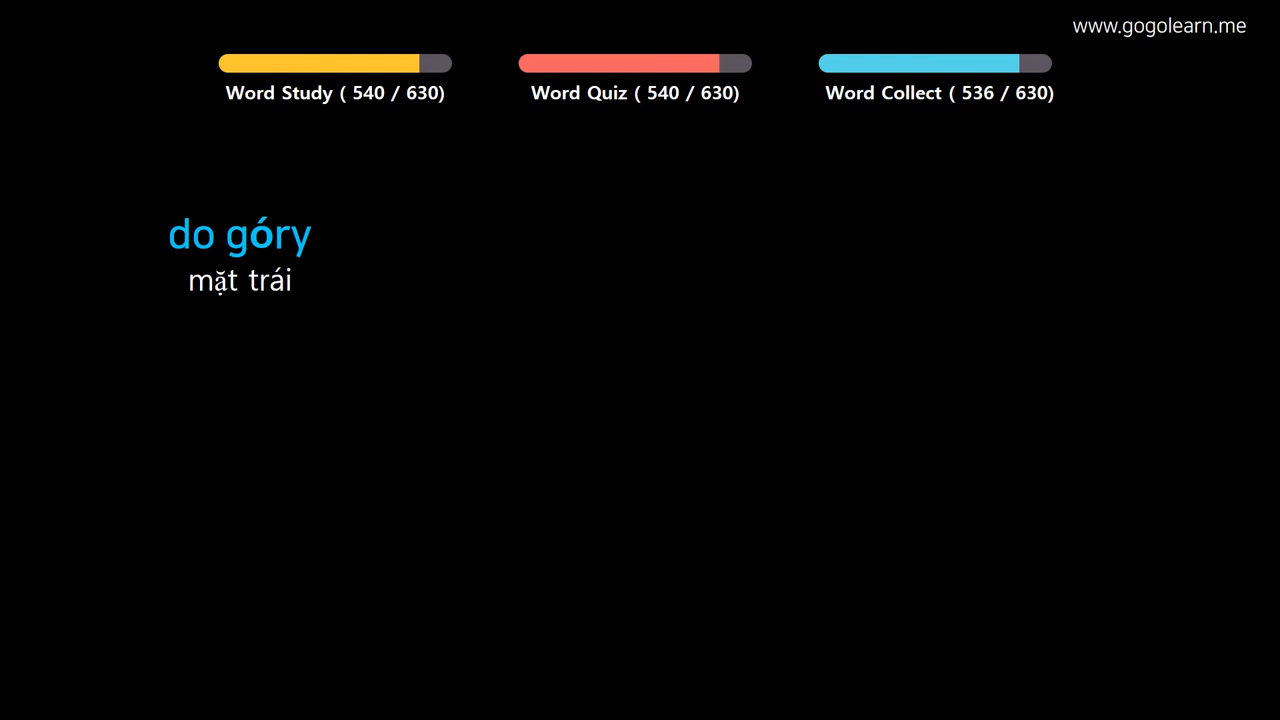 www.gogolearn.me
Word Study ( 540 / 630)
Word Quiz ( 540 / 630)
Word Collect ( 536 / 630)
do góry
mặt trái